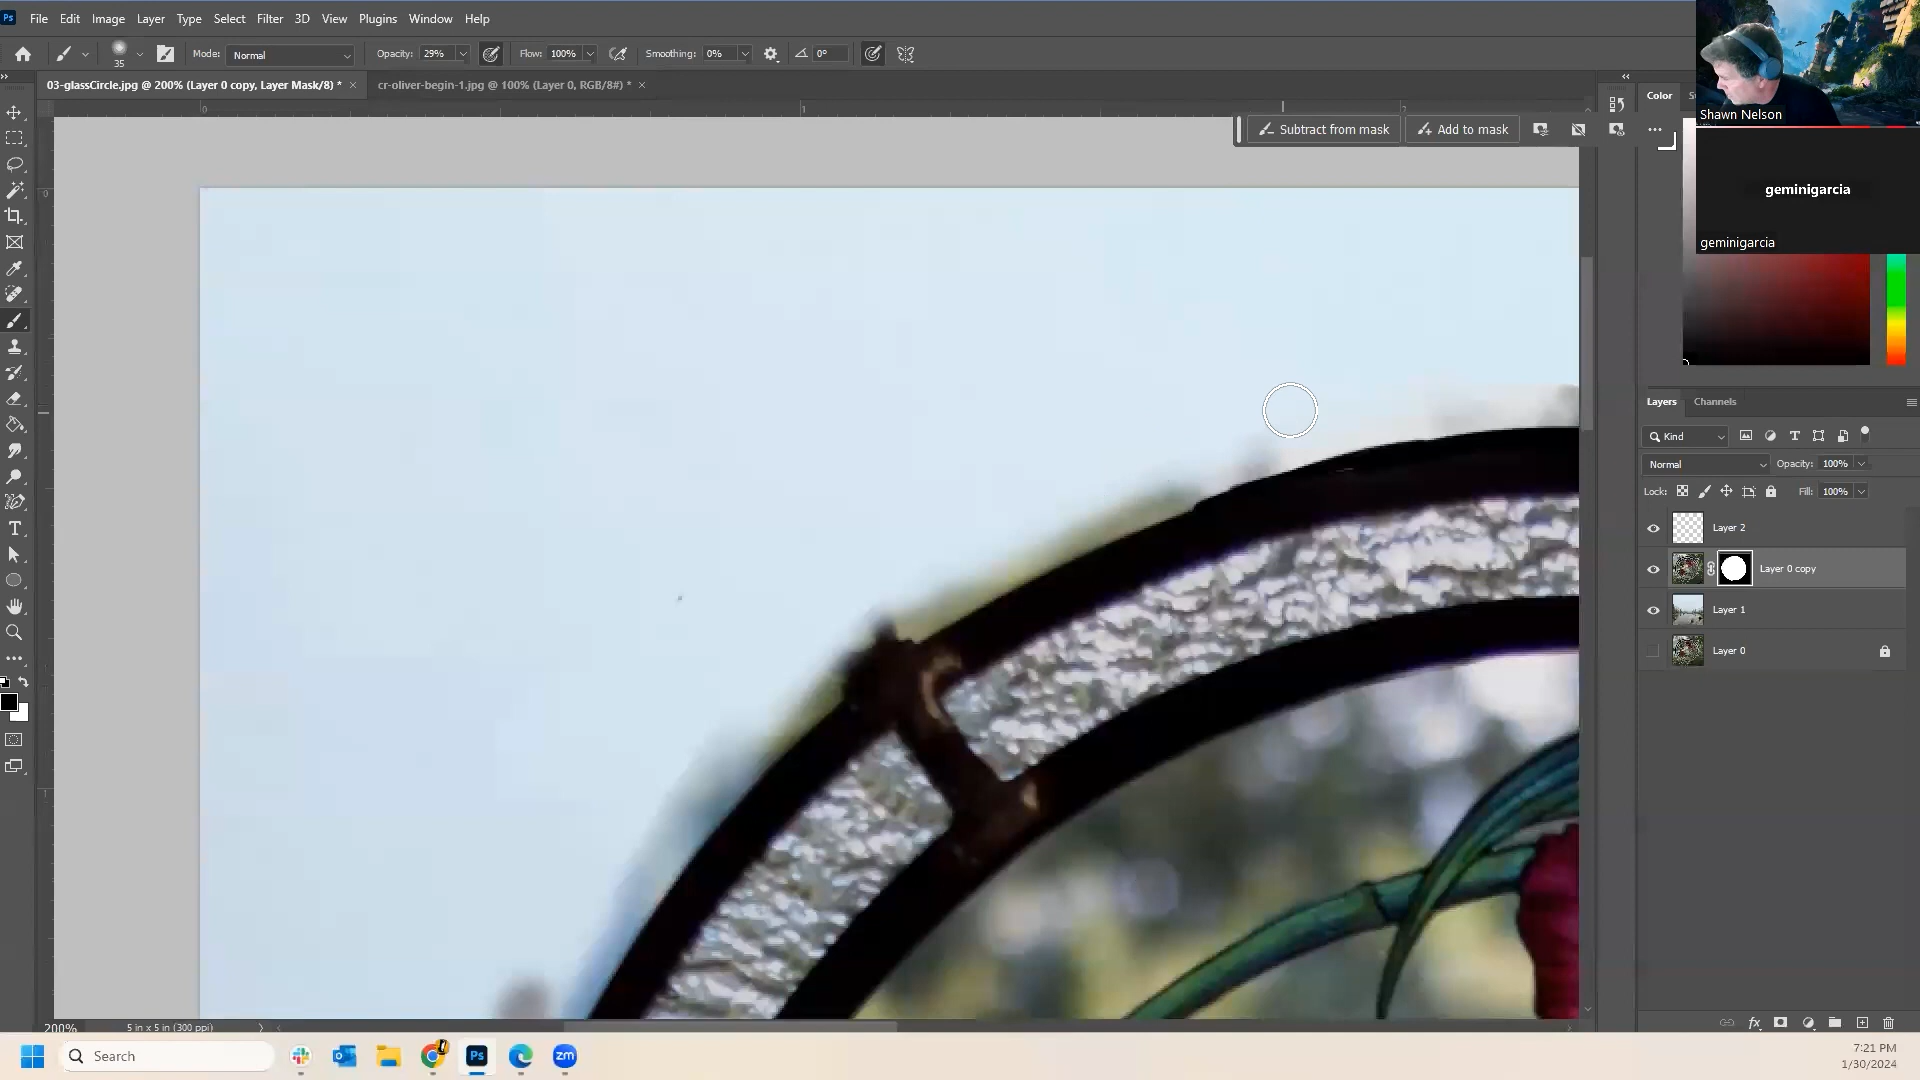 Ps File Edit Image Layer Type Select Filter 3D View Plugins Window Help
35 Mode: Normal Opacity: 29% Flow: 100% Smoothing: 0% 0°
03-glassCircle.jpg @ 200% (Layer 0 copy, Layer Mask/8) * cr-oliver-begin-1.jpg @ 100% (Layer 0, RGB/8#) *
Color
Shawn Nelson
Subtract from mask Add to mask
geminigarcia
geminigarcia
Layers Channels
Kind
Normal Opacity: 100%
Lock: Fill: 100%
Layer 2
Layer 0 copy
Layer 1
Layer 0
200% 5 in x 5 in (300 ppi)
Search Ps zm
7:21 PM
1/30/2024